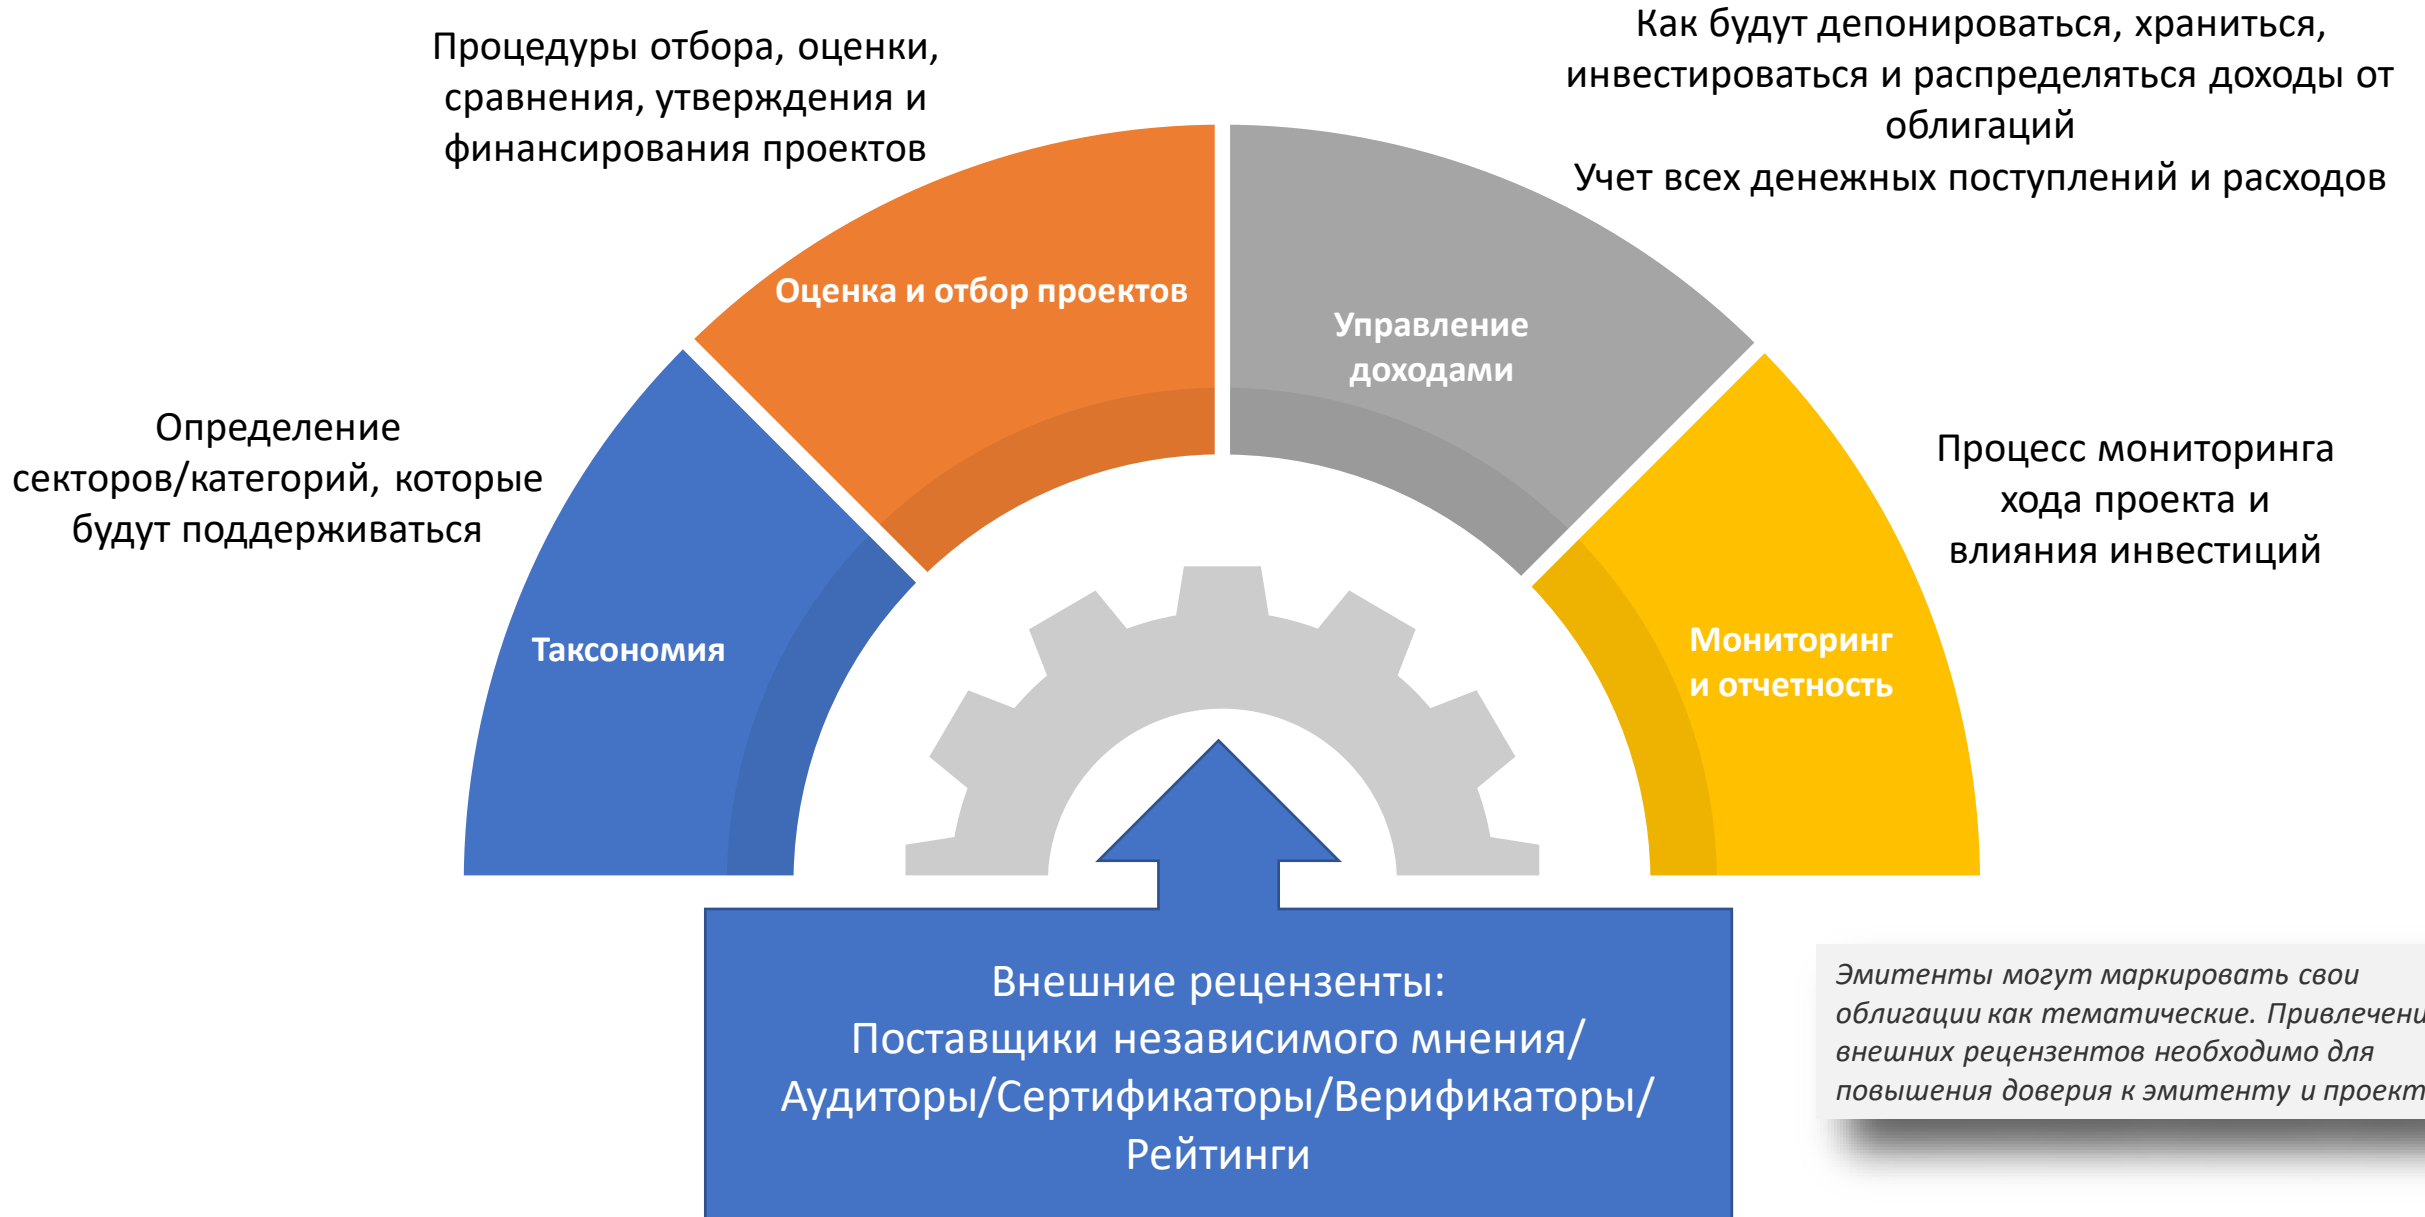 Процедуры отбора, оценки,
сравнения, утверждения и
финансирования проектов
Как будут депонироваться, храниться,
инвестироваться и распределяться доходы от
облигаций
Учет всех денежных поступлений и расходов
Оценка и отбор проектов
Управление
доходами
Определение
секторов/категорий, которые
будут поддерживаться
Процесс мониторинга
хода проекта и
влияния инвестиций
Таксономия
Мониторинг
и отчетность
Внешние рецензенты:
Поставщики независимого мнения/
Аудиторы/Сертификаторы/Верификаторы/
Рейтинги
Эмитенты могут маркировать свои
облигации как тематические. Привлечени
внешних рецензентов необходимо для
повышения доверия к эмитенту и проект